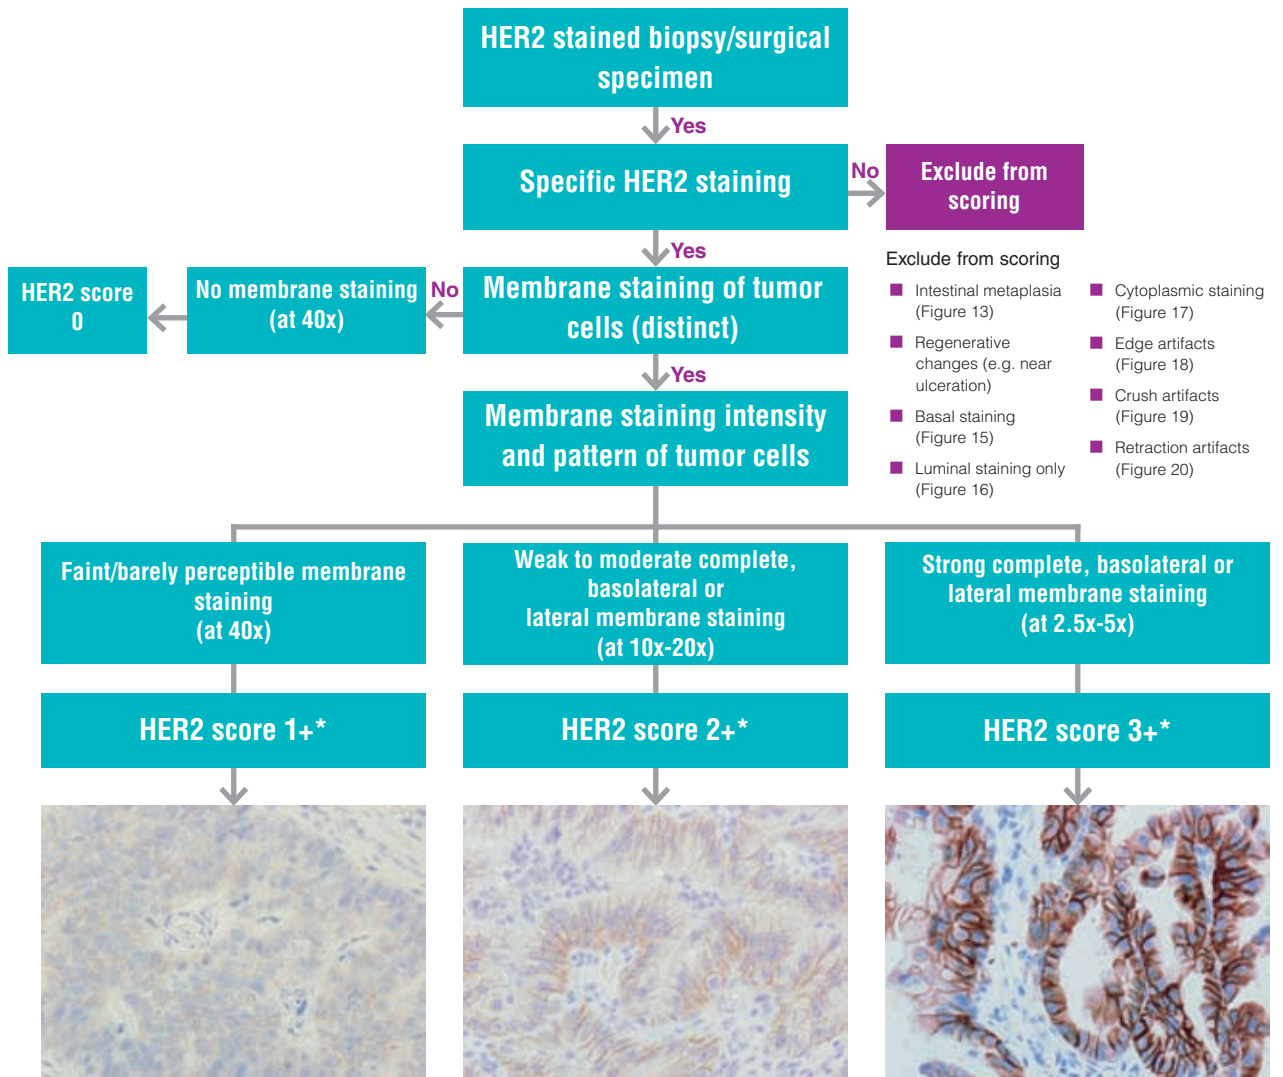 HER2 stained biopsy/surgical
specimen
Yes
Specific HER2 staining
No
Exclude from
scoring
Yes
Exclude from scoring
Intestinal metaplasia
(Figure 13)
Regenerative
changes (e.g. near
ulceration)
Basal staining
(Figure 15)
Luminal staining only
(Figure 16)
Cytoplasmic staining
(Figure 17)
Edge artifacts
(Figure 18)
Crush artifacts
(Figure 19)
Retraction artifacts
(Figure 20)
Membrane staining of tumor
cells (distinct)
No
No membrane staining
(at 40x)
HER2 score
0
Yes
Membrane staining intensity
and pattern of tumor cells
Faint/barely perceptible membrane
staining
(at 40x)
Weak to moderate complete,
basolateral or
lateral membrane staining
(at 10x-20x)
Strong complete, basolateral or
lateral membrane staining
(at 2.5x-5x)
HER2 score 1+*
HER2 score 2+*
HER2 score 3+*